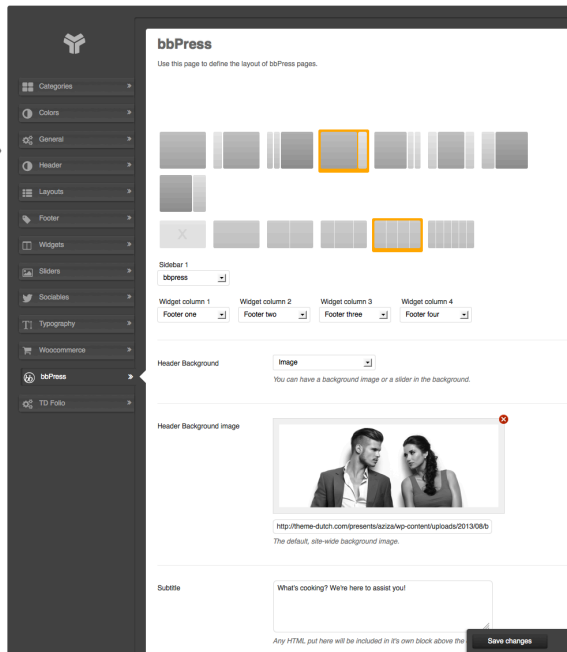 bbPress
Use this page to define the layout of bbPress pages.
Categories
Colors
General
Header
Layouts
Footer
Widgets
Sliders
Sociables
Typography
Woocommerce
bbPress
TD Folio
X
Sidebar 1
bbpress
Widget column 1 Widget column 2 Widget column 3 Widget column 4
Footer one Footer two Footer three Footer four
Header Background Image
You can have a background image or a slider in the background.
Header Background image
http://theme-dutch.com/presents/aziza/wp-content/uploads/2013/08/b
The default, site-wide background image.
Subtitle What's cooking? We're here to assist you!
Any HTML put here will be included in it's own block above the
Save changes